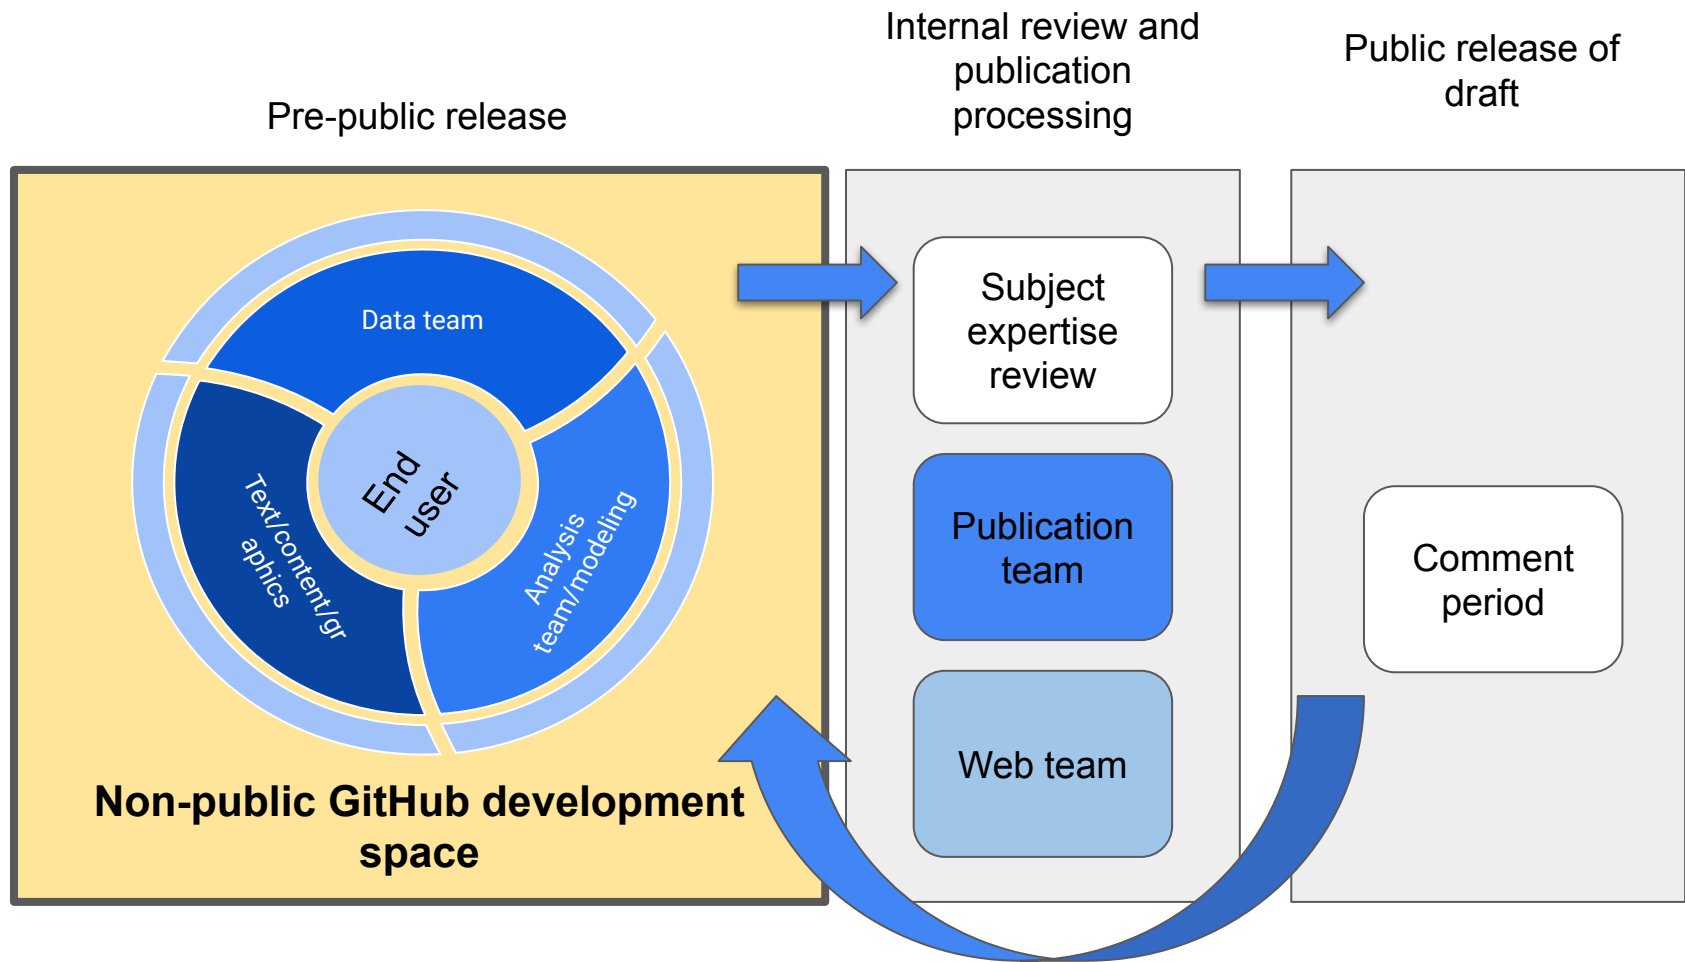 Pre-public release
Internal review and
publication
processing
Public release of
draft
Data team
End
user
Text/content/gr
aphics
Analysis
team/modeling
Non-public GitHub development
space
Subject
expertise
review
Publication
team
Web team
Comment
period